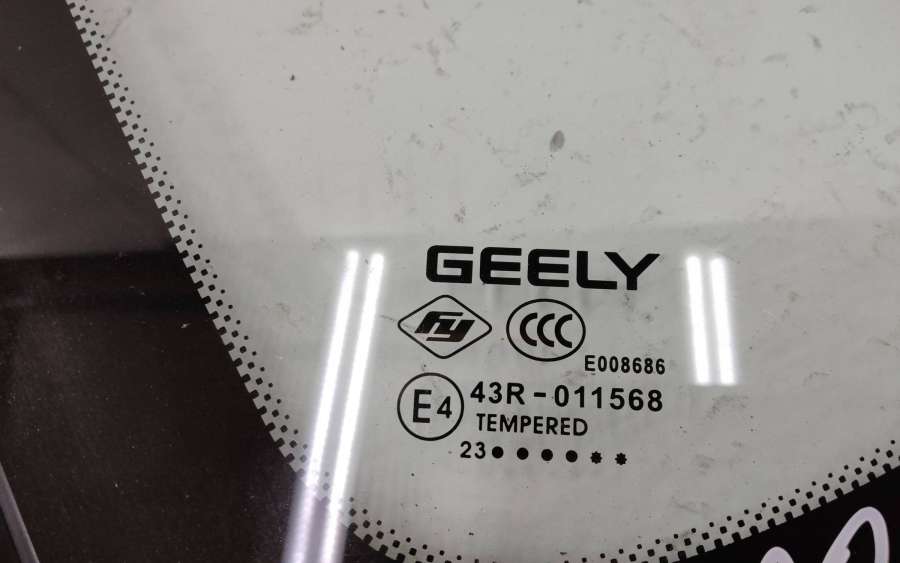 GEELY
fy CCC E008686
E4 43R-011568
TEMPERED
23●●●●✱✱